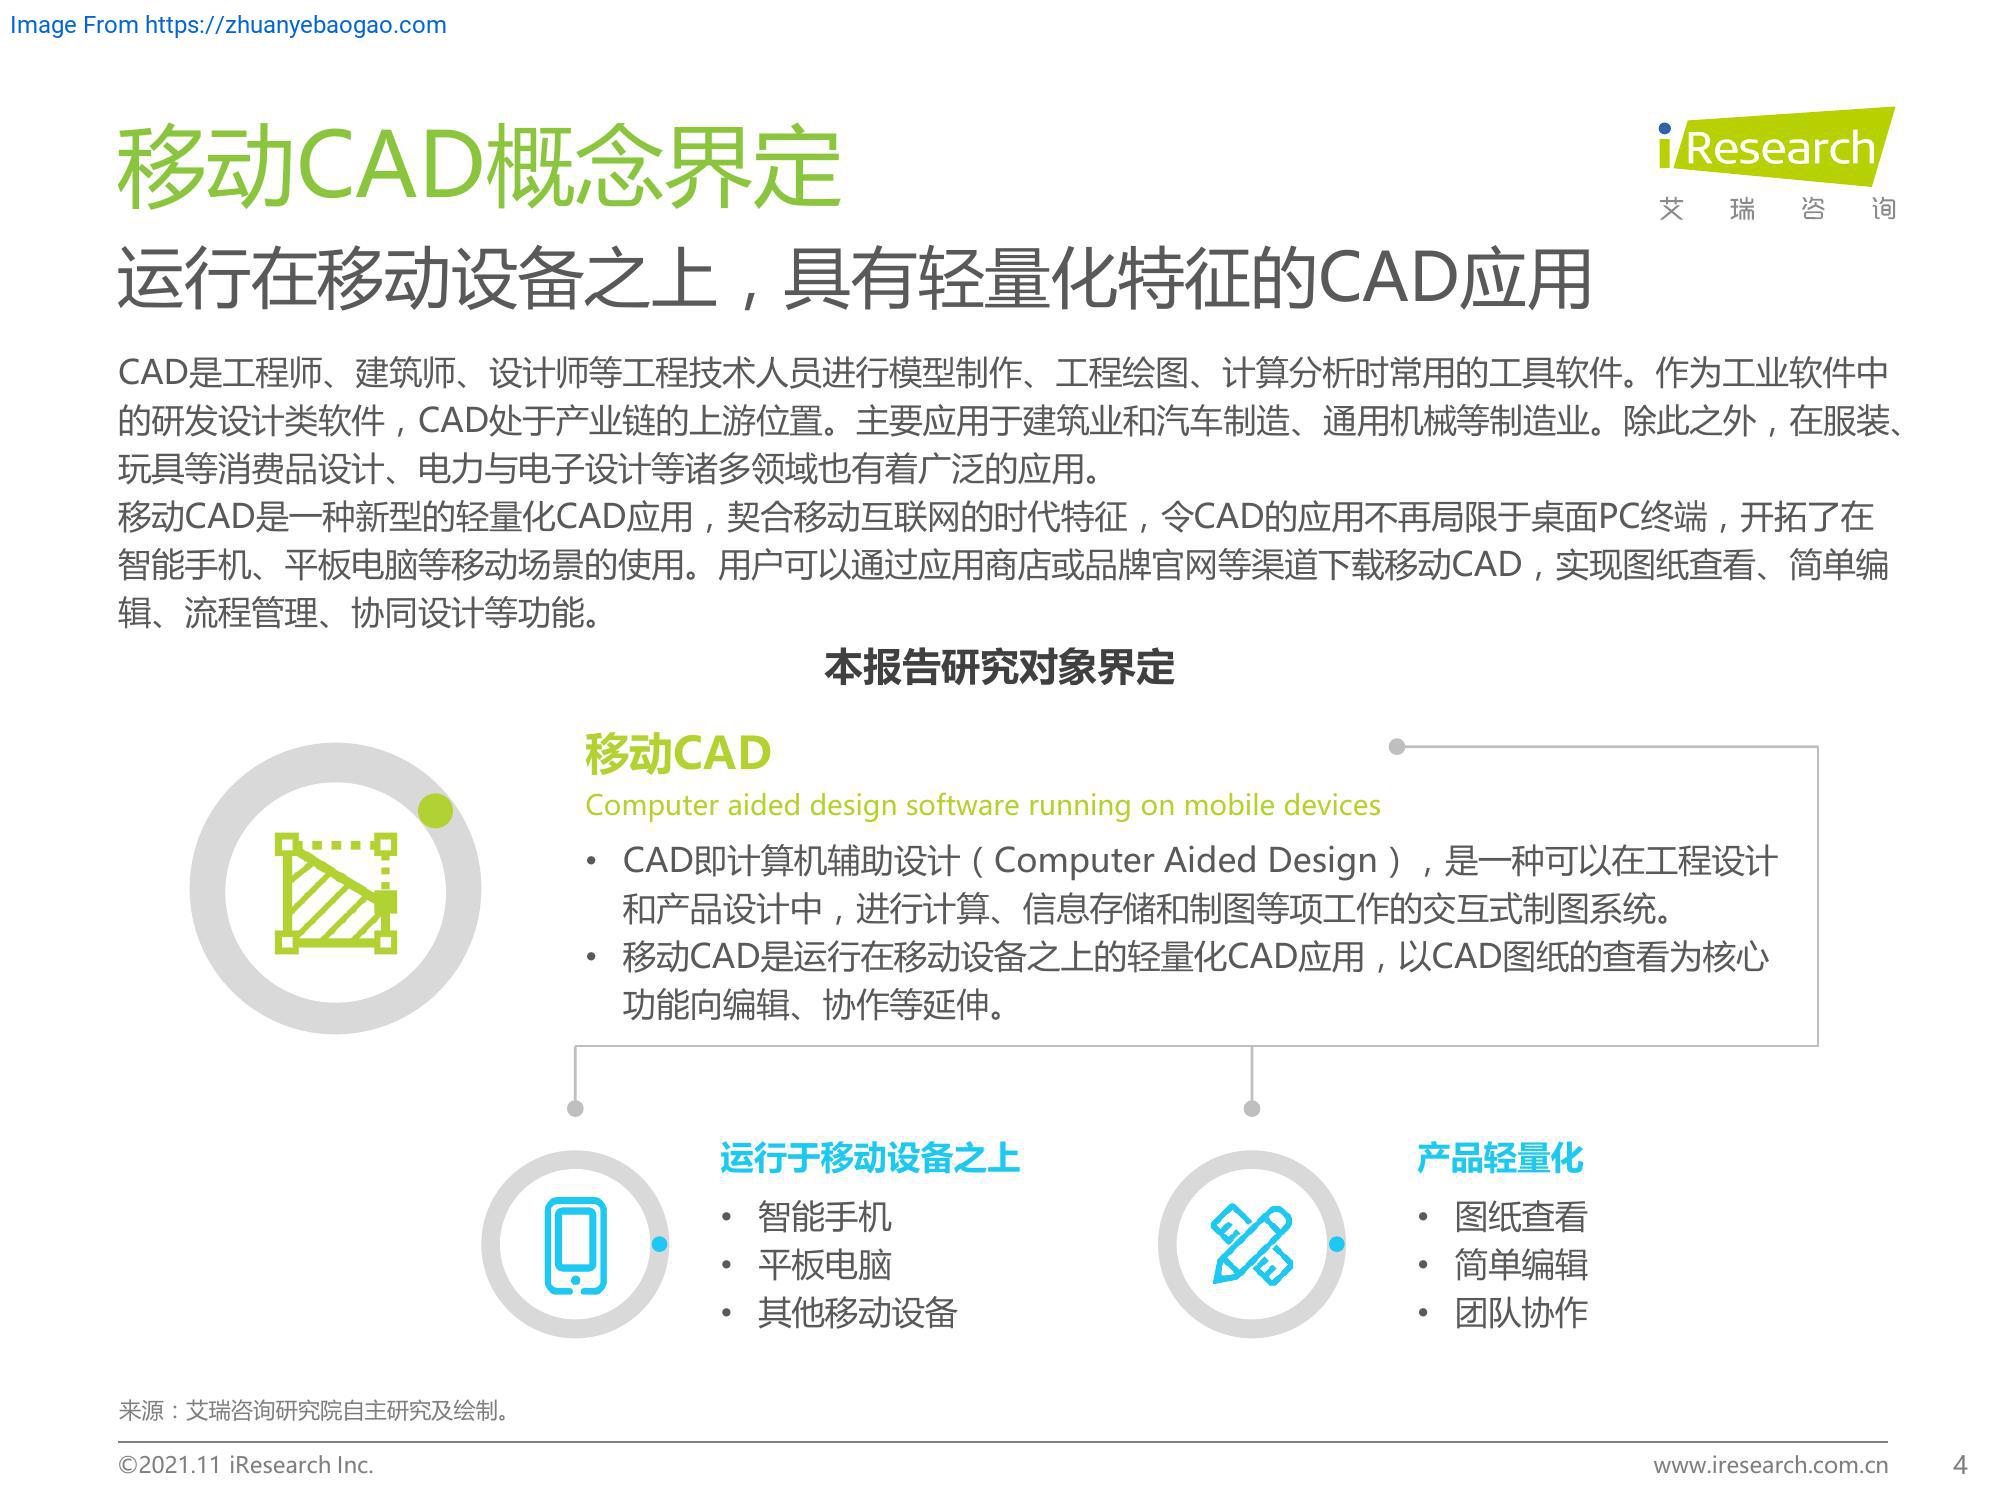 Image From https://zhuanyebaogao.com
移动CAD概念界定
iResearch
艾瑞咨询
运行在移动设备之上，具有轻量化特征的CAD应用
CAD是工程师、建筑师、设计师等工程技术人员进行模型制作、工程绘图、计算分析时常用的工具软件。作为工业软件中
的研发设计类软件，CAD处于产业链的上游位置。主要应用于建筑业和汽车制造、通用机械等制造业。除此之外，在服装、
玩具等消费品设计、电力与电子设计等诸多领域也有着广泛的应用。
移动CAD是一种新型的轻量化CAD应用，契合移动互联网的时代特征，令CAD的应用不再局限于桌面PC终端，开拓了在
智能手机、平板电脑等移动场景的使用。用户可以通过应用商店或品牌官网等渠道下载移动CAD，实现图纸查看、简单编
辑、流程管理、协同设计等功能。
本报告研究对象界定
移动CAD
Computer aided design software running on mobile devices
• CAD即计算机辅助设计（Computer Aided Design），是一种可以在工程设计
和产品设计中，进行计算、信息存储和制图等项工作的交互式制图系统。
• 移动CAD是运行在移动设备之上的轻量化CAD应用，以CAD图纸的查看为核心
功能向编辑、协作等延伸。
运行于移动设备之上
• 智能手机
• 平板电脑
• 其他移动设备
产品轻量化
• 图纸查看
• 简单编辑
• 团队协作
来源：艾瑞咨询研究院自主研究及绘制。
©2021.11 iResearch Inc.
www.iresearch.com.cn
4